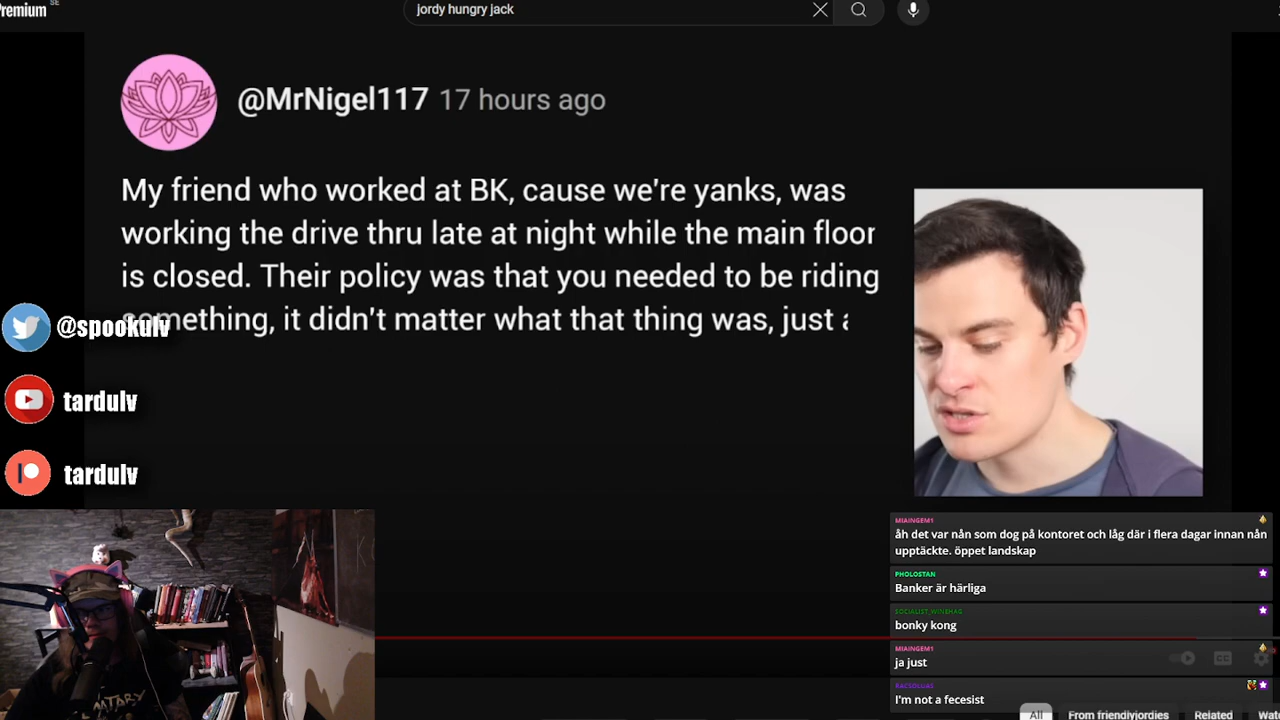 Premium SE
jordy hungry jack
@MrNigel117 17 hours ago
My friend who worked at BK, cause we're yanks, was
working the drive thru late at night while the main floor
is closed. Their policy was that you needed to be riding
something, it didn't matter what that thing was, just a
@spookulv
tardulv
tardulv
MIAINGEM1
åh det var nån som dog på kontoret och låg där i flera dagar innan nån
upptäckte. öppet landskap
PHOLOSTAN
Banker är härliga
SOCIALIST_WINEHAG
bonky kong
MIAINGEM1
ja just
I'm not a fecesist
CC
All From friendlyjordies Related Wat